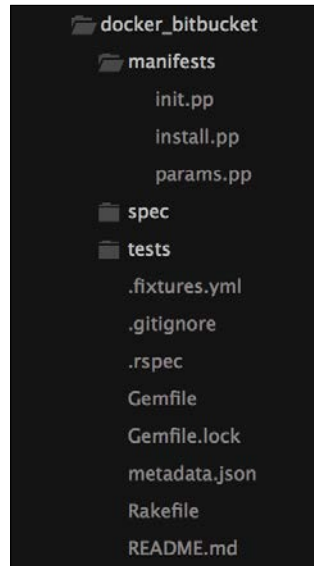 docker_bitbucket
manifests
init.pp
install.pp
params.pp
spec
tests
.fixtures.yml
.gitignore
.rspec
Gemfile
Gemfile.lock
metadata.json
Rakefile
README.md